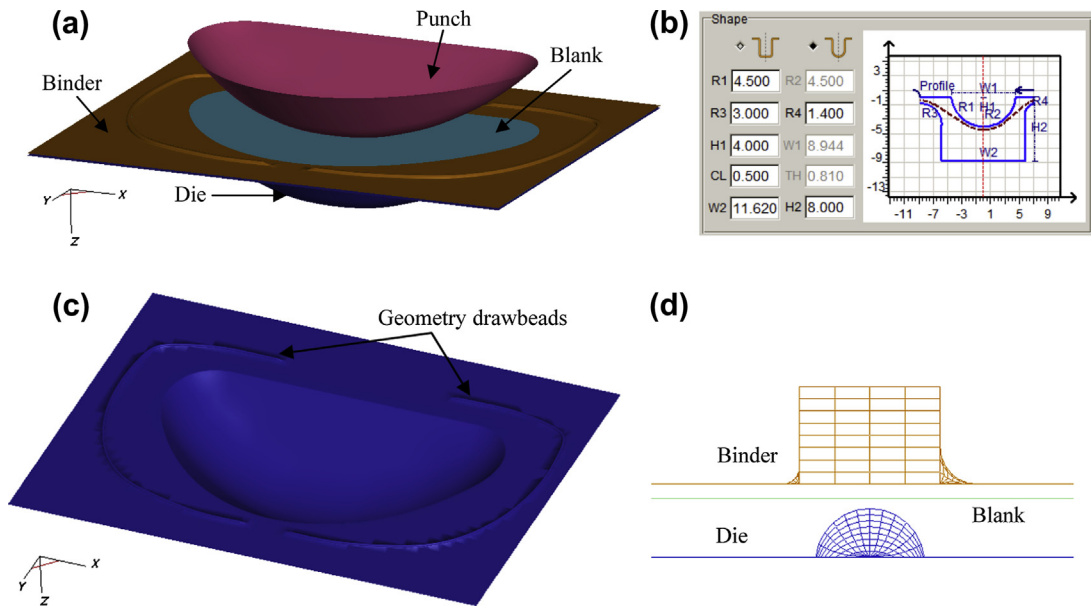 (a)
Punch
Blank
Binder
Die
X
Y
Z
(b)
Shape
R1 4.500 R2 4.500
R3 3.000 R4 1.400
H1 4.000 W1 8.944
CL 0.500 TH 0.810
W2 11.620 H2 8.000
3
-1
-5
-9
-13
Profile W1
R1 H1 R2 R4
R3 H2
W2
-11 -7 -3 1 5 9
(c)
Geometry drawbeads
X
Y
Z
(d)
Binder
Blank
Die